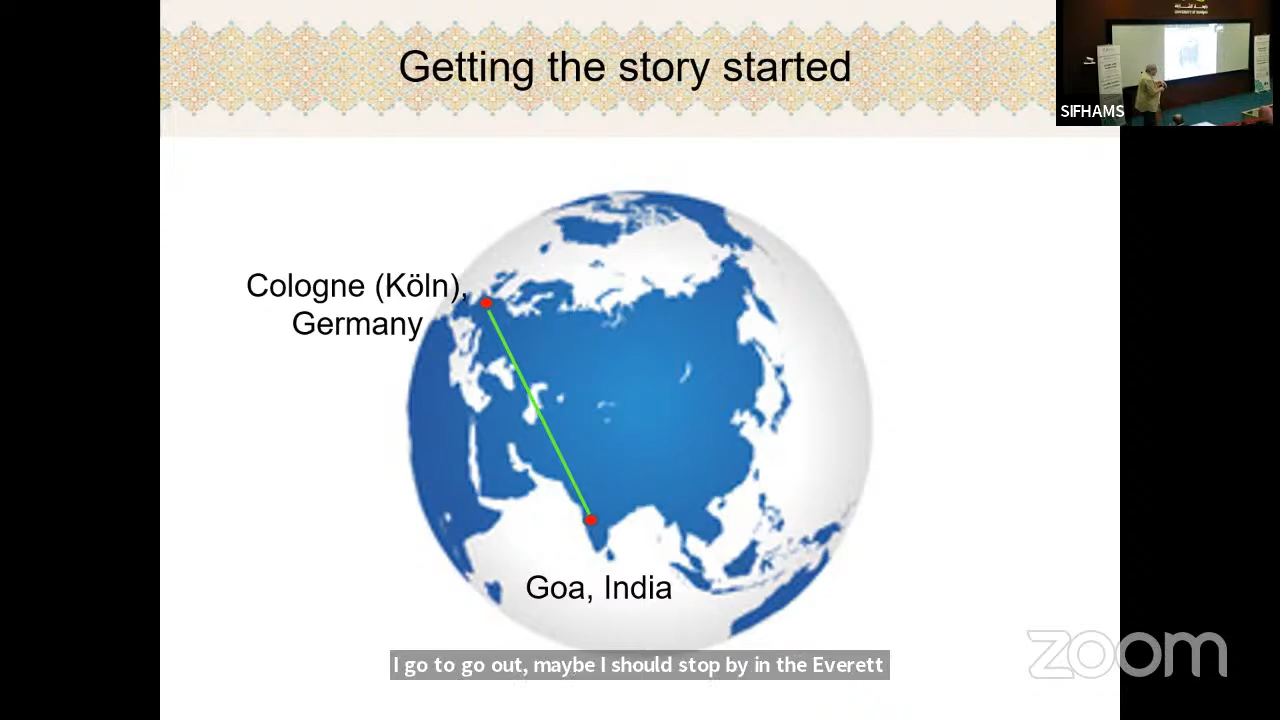 Getting the story started
SIFHAMS
Cologne (Köln),
Germany
Goa, India
I go to go out, maybe I should stop by in the Everett
zoom